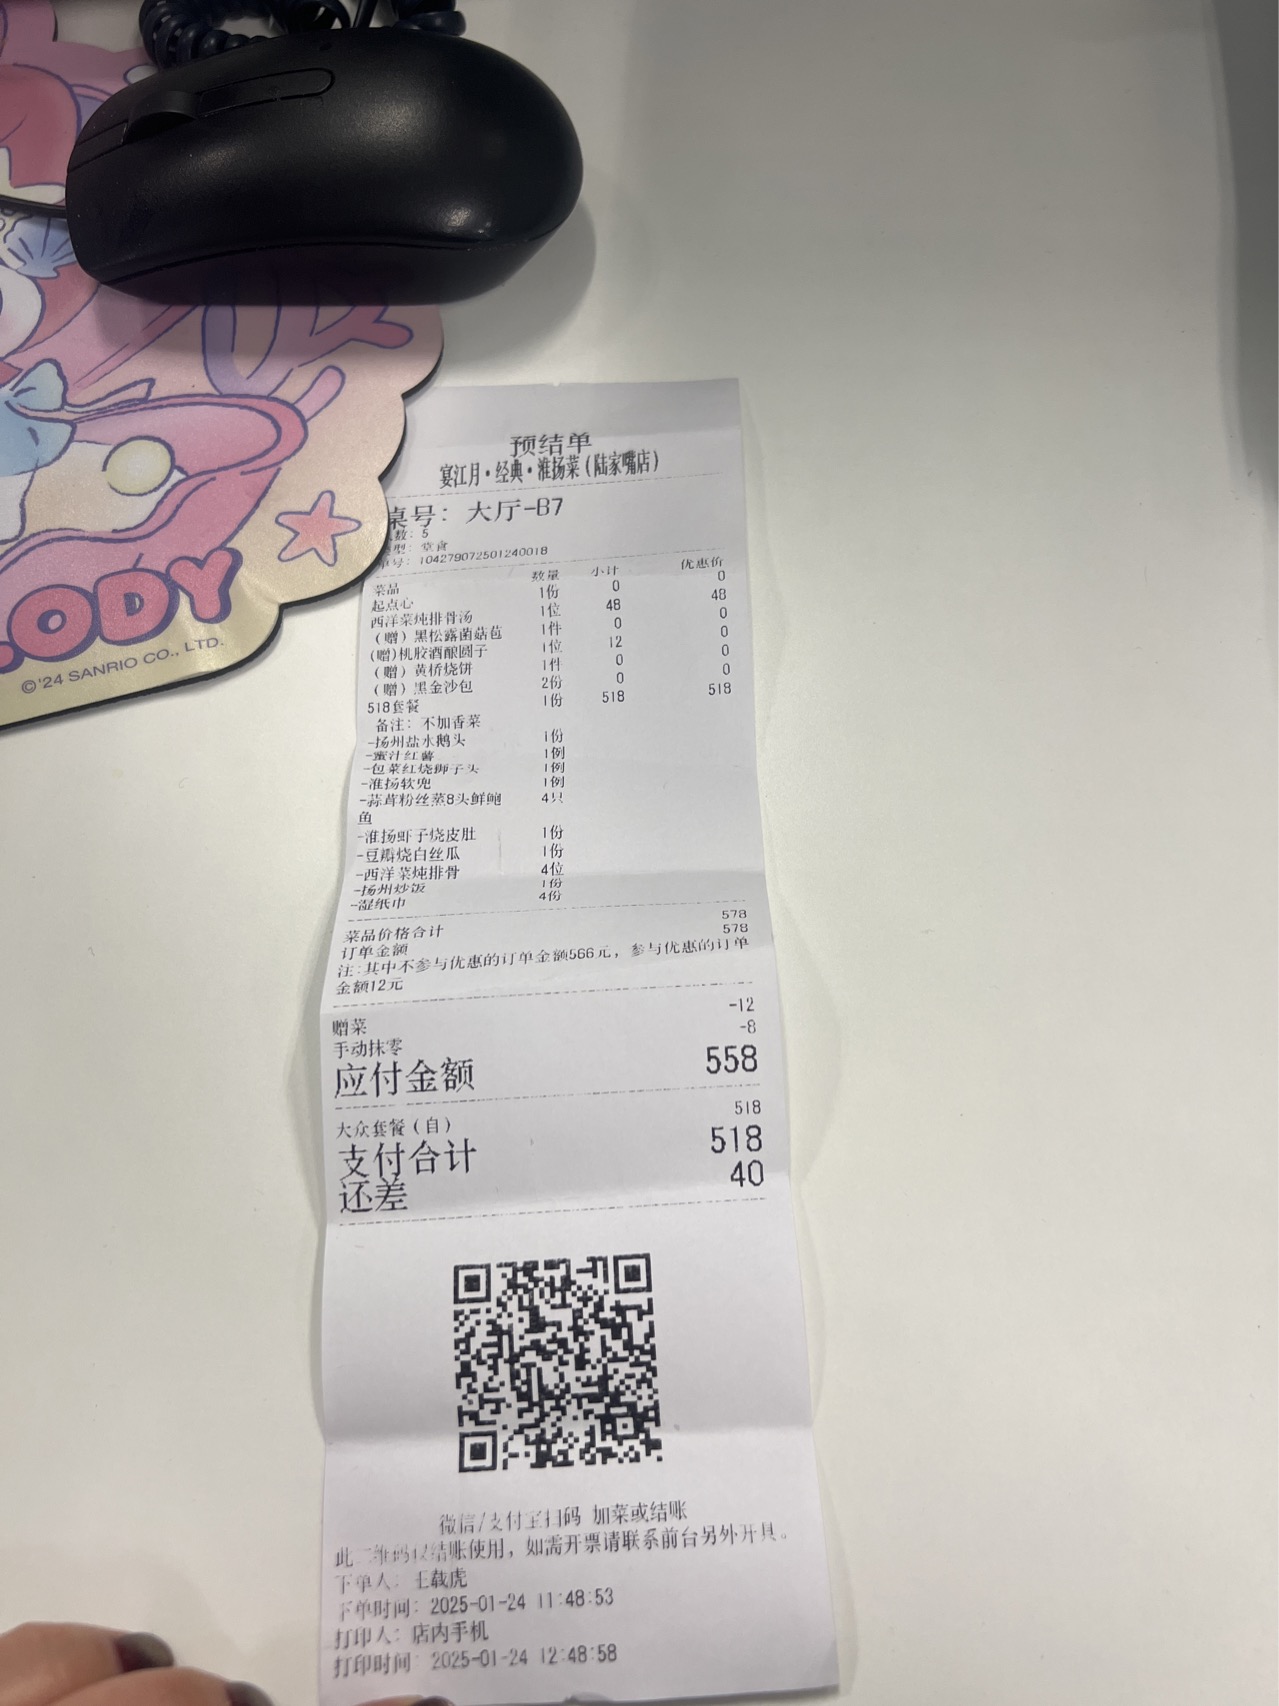 预结单
宴江月·经典·淮扬菜(陆家嘴店)
桌号: 大厅-B7
数: 5
型: 堂食
单号: 104279072501240018
菜品 数量 小计 优惠价
起点心 1份 0 0
西洋菜炖排骨汤 1位 48 48
(赠)黑松露菌菇苞 1件 0 0
(赠)桃胶酒酿圆子 1位 12 0
(赠)黄桥烧饼 1件 0 0
(赠)黑金沙包 2份 0 0
518套餐 1份 518 518
备注: 不加香菜
-扬州盐水鹅头 1份
-蜜汁红薯 1例
-包菜红烧狮子头 1例
-淮扬软兜 1例
-蒜茸粉丝蒸8头鲜鲍 4只
鱼
-淮扬虾子烧皮肚 1份
-豆瓣烧白丝瓜 1份
-西洋菜炖排骨 4位
-扬州炒饭 1份
-湿纸巾 4份
菜品价格合计 578
订单金额 578
注:其中不参与优惠的订单金额566元, 参与优惠的订单
金额12元
赠菜 -12
手动抹零 -8
应付金额 558
大众套餐(自) 518
支付合计 518
还差 40
微信/支付宝扫码 加菜或结账
此二维码仅结账使用, 如需开票请联系前台另外开具。
下单人: 王载虎
下单时间: 2025-01-24 11:48:53
打印人: 店内手机
打印时间: 2025-01-24 12:48:58
.ODY
©'24 SANRIO CO., LTD.